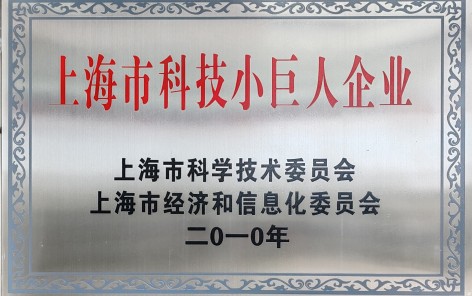 上海市科技小巨人企业
上海市科学技术委员会
上海市经济和信息化委员会
二0一0年